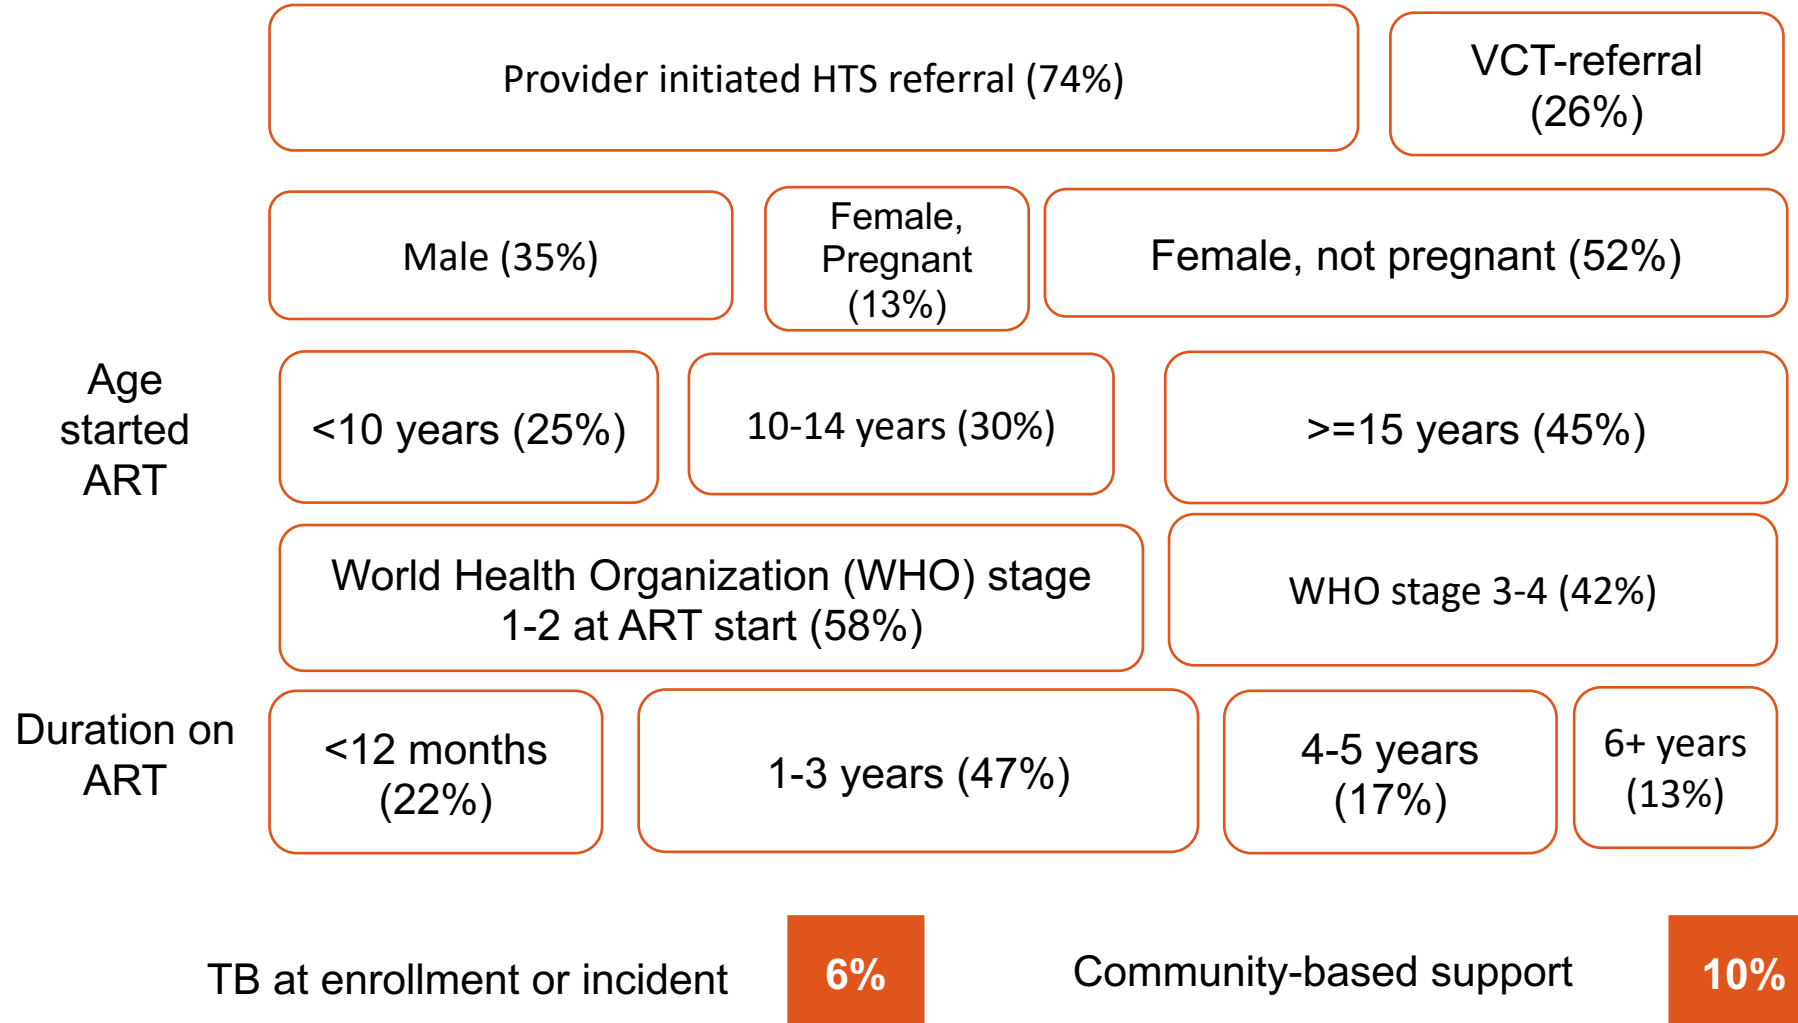 Provider initiated HTS referral (74%)
VCT-referral
(26%)
Male (35%)
Female,
Pregnant
(13%)
Female, not pregnant (52%)
Age
started
ART
<10 years (25%)
10-14 years (30%)
>=15 years (45%)
World Health Organization (WHO) stage
1-2 at ART start (58%)
WHO stage 3-4 (42%)
Duration on
ART
<12 months
(22%)
1-3 years (47%)
4-5 years
(17%)
6+ years
(13%)
TB at enrollment or incident
6%
Community-based support
10%